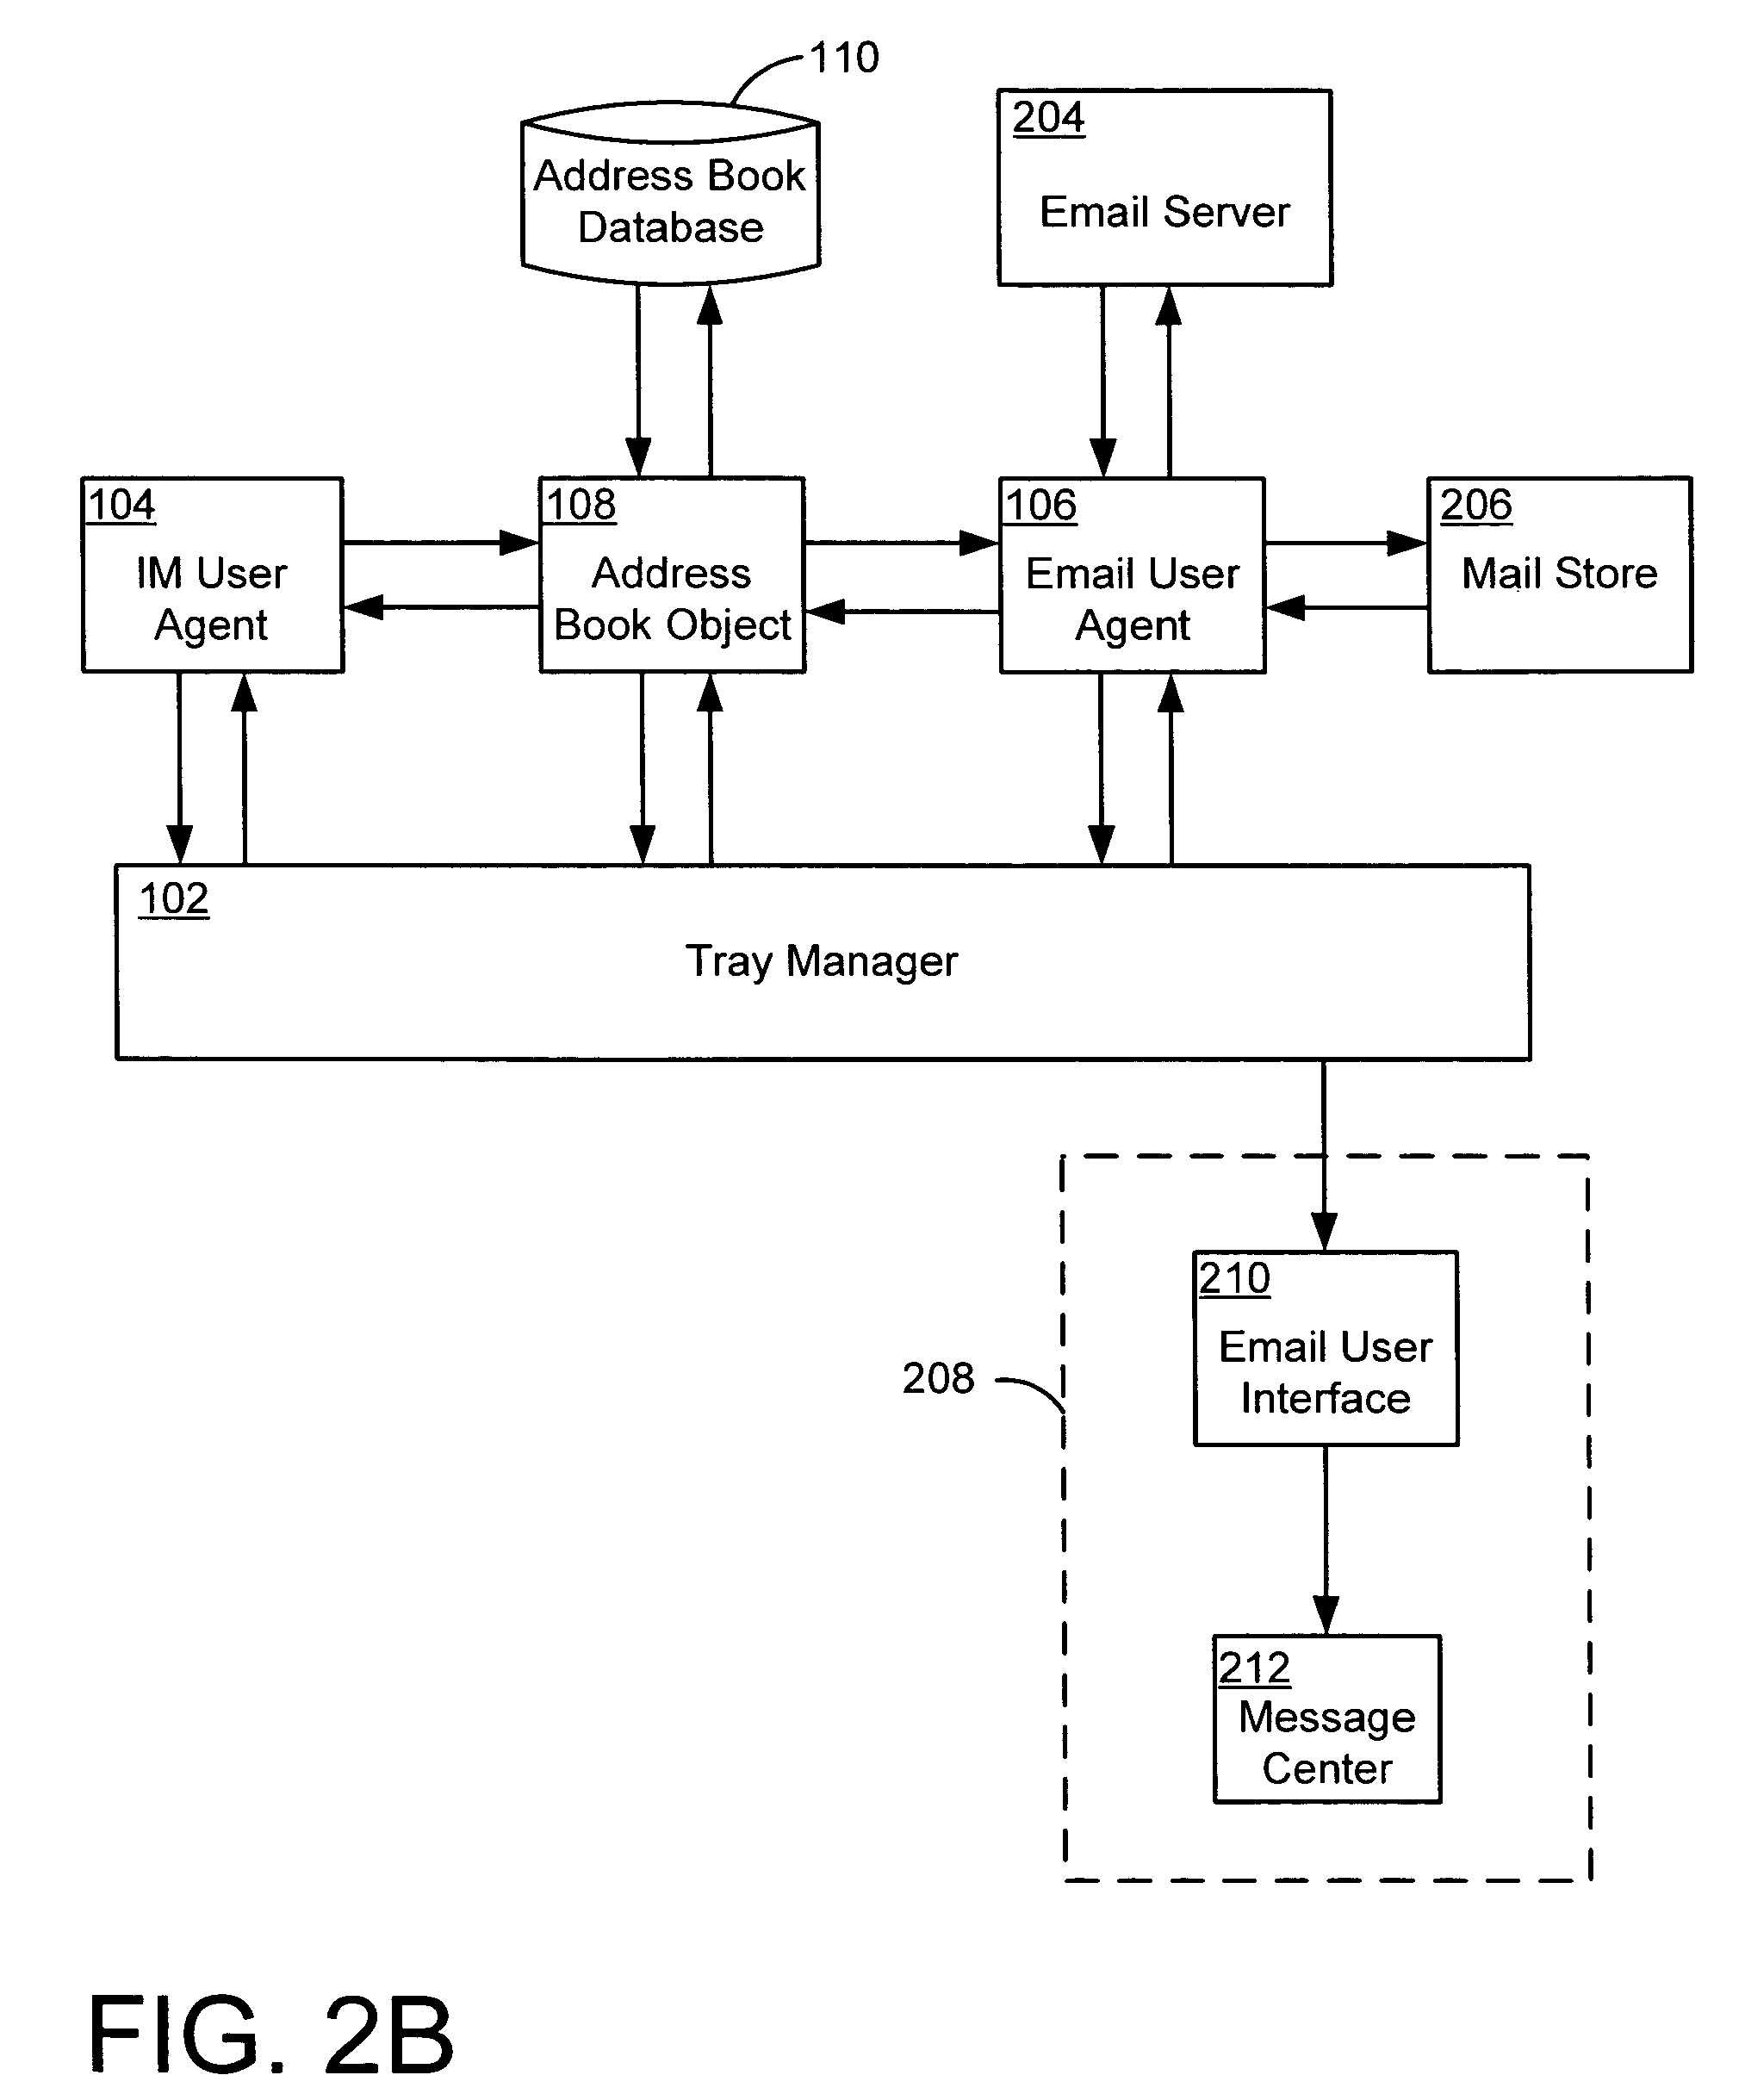 110
Address Book
Database
204
Email Server
104
IM User
Agent
108
Address
Book Object
106
Email User
Agent
206
Mail Store
102
Tray Manager
210
Email User
Interface
208
212
Message
Center
FIG. 2B